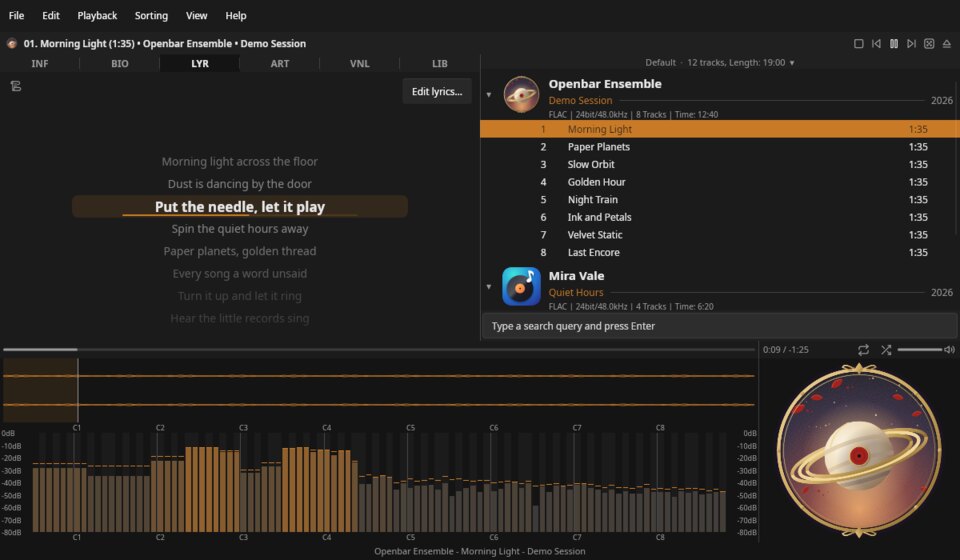 File Edit Playback Sorting View Help
01. Morning Light (1:35) • Openbar Ensemble • Demo Session
INF BIO LYR ART VNL LIB
Edit lyrics...
Morning light across the floor
Dust is dancing by the door
Put the needle, let it play
Spin the quiet hours away
Paper planets, golden thread
Every song a word unsaid
Turn it up and let it ring
Hear the little records sing
Default · 12 tracks, Length: 19:00
Openbar Ensemble
Demo Session 2026
FLAC | 24bit/48.0kHz | 8 Tracks | Time: 12:40
1 Morning Light 1:35
2 Paper Planets 1:35
3 Slow Orbit 1:35
4 Golden Hour 1:35
5 Night Train 1:35
6 Ink and Petals 1:35
7 Velvet Static 1:35
8 Last Encore 1:35
Mira Vale
Quiet Hours 2026
FLAC | 24bit/48.0kHz | 4 Tracks | Time: 6:20
Type a search query and press Enter
0:09 / -1:25
C1 C2 C3 C4 C5 C6 C7 C8
0dB 0dB
-10dB -10dB
-20dB -20dB
-30dB -30dB
-40dB -40dB
-50dB -50dB
-60dB -60dB
-70dB -70dB
-80dB -80dB
C1 C2 C3 C4 C5 C6 C7 C8
Openbar Ensemble - Morning Light - Demo Session